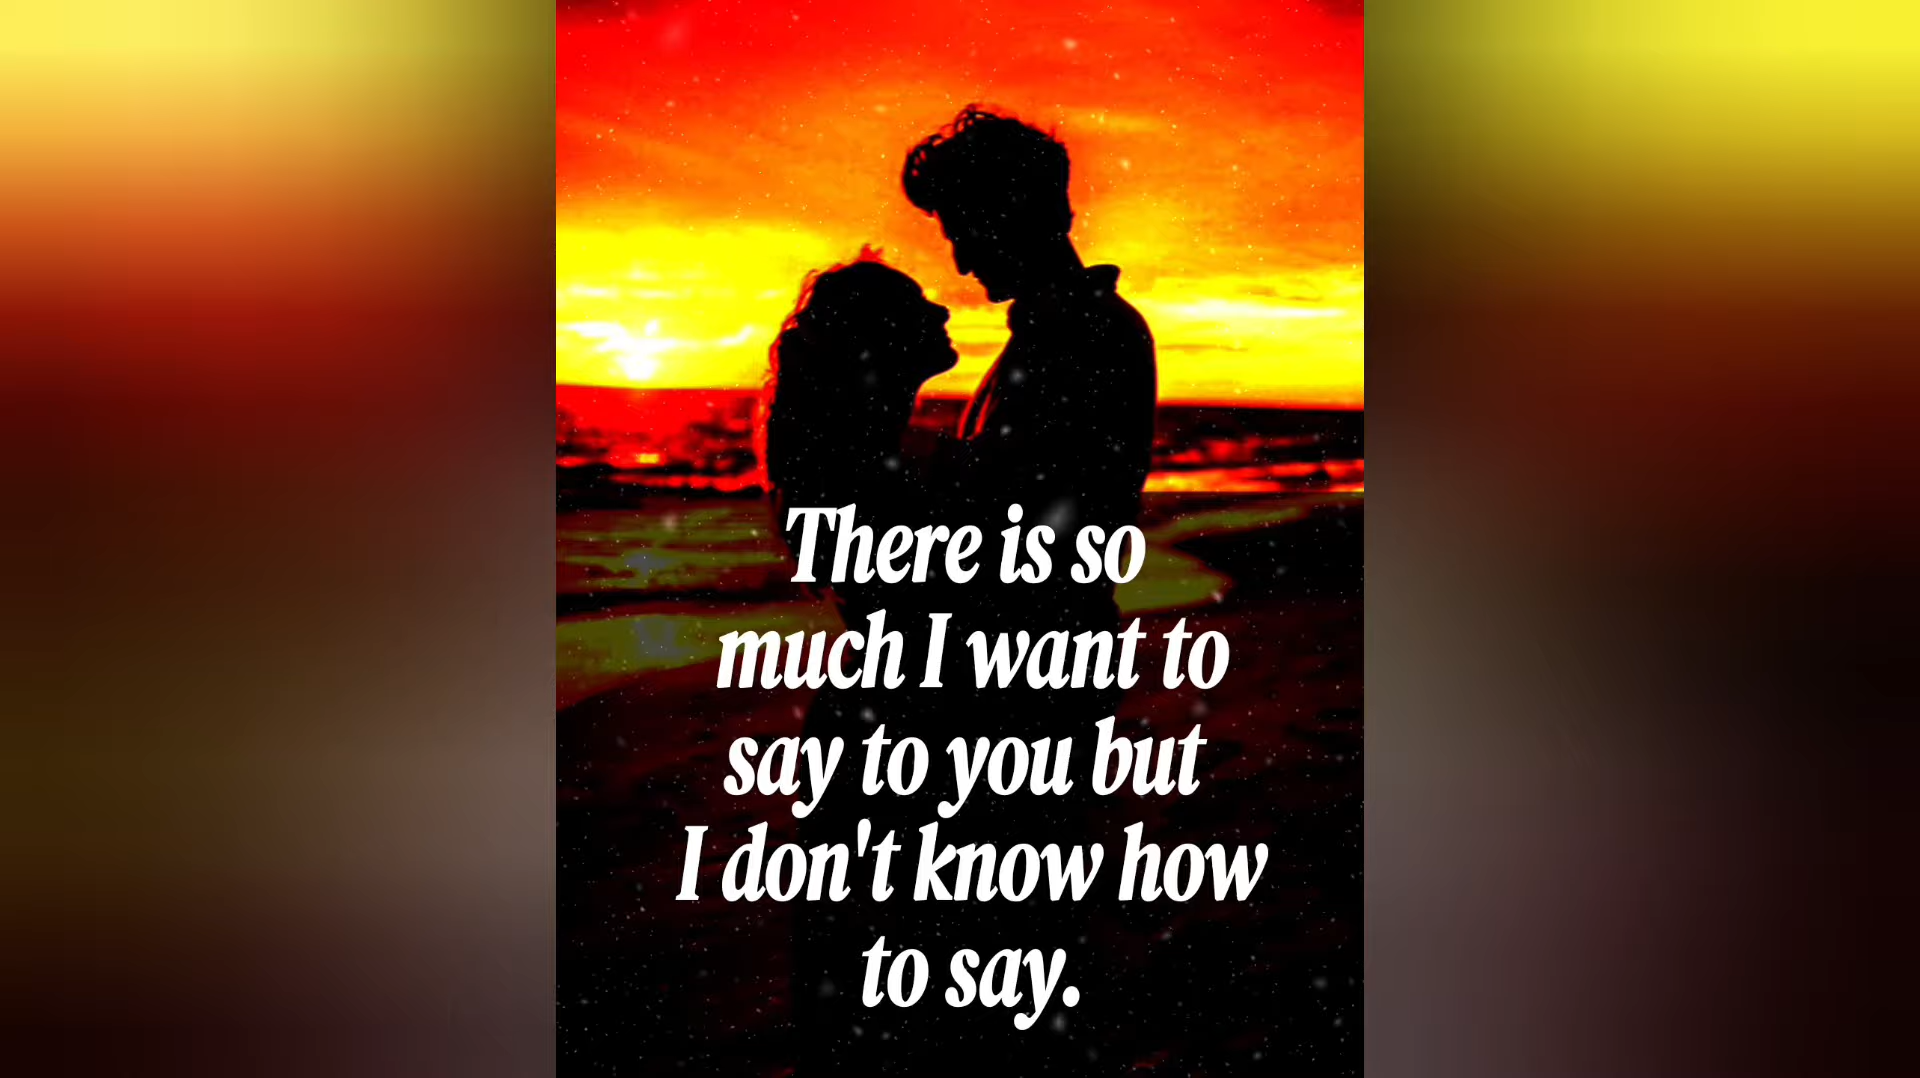 There is so
much I want to
say to you but
I don't know how
to say.